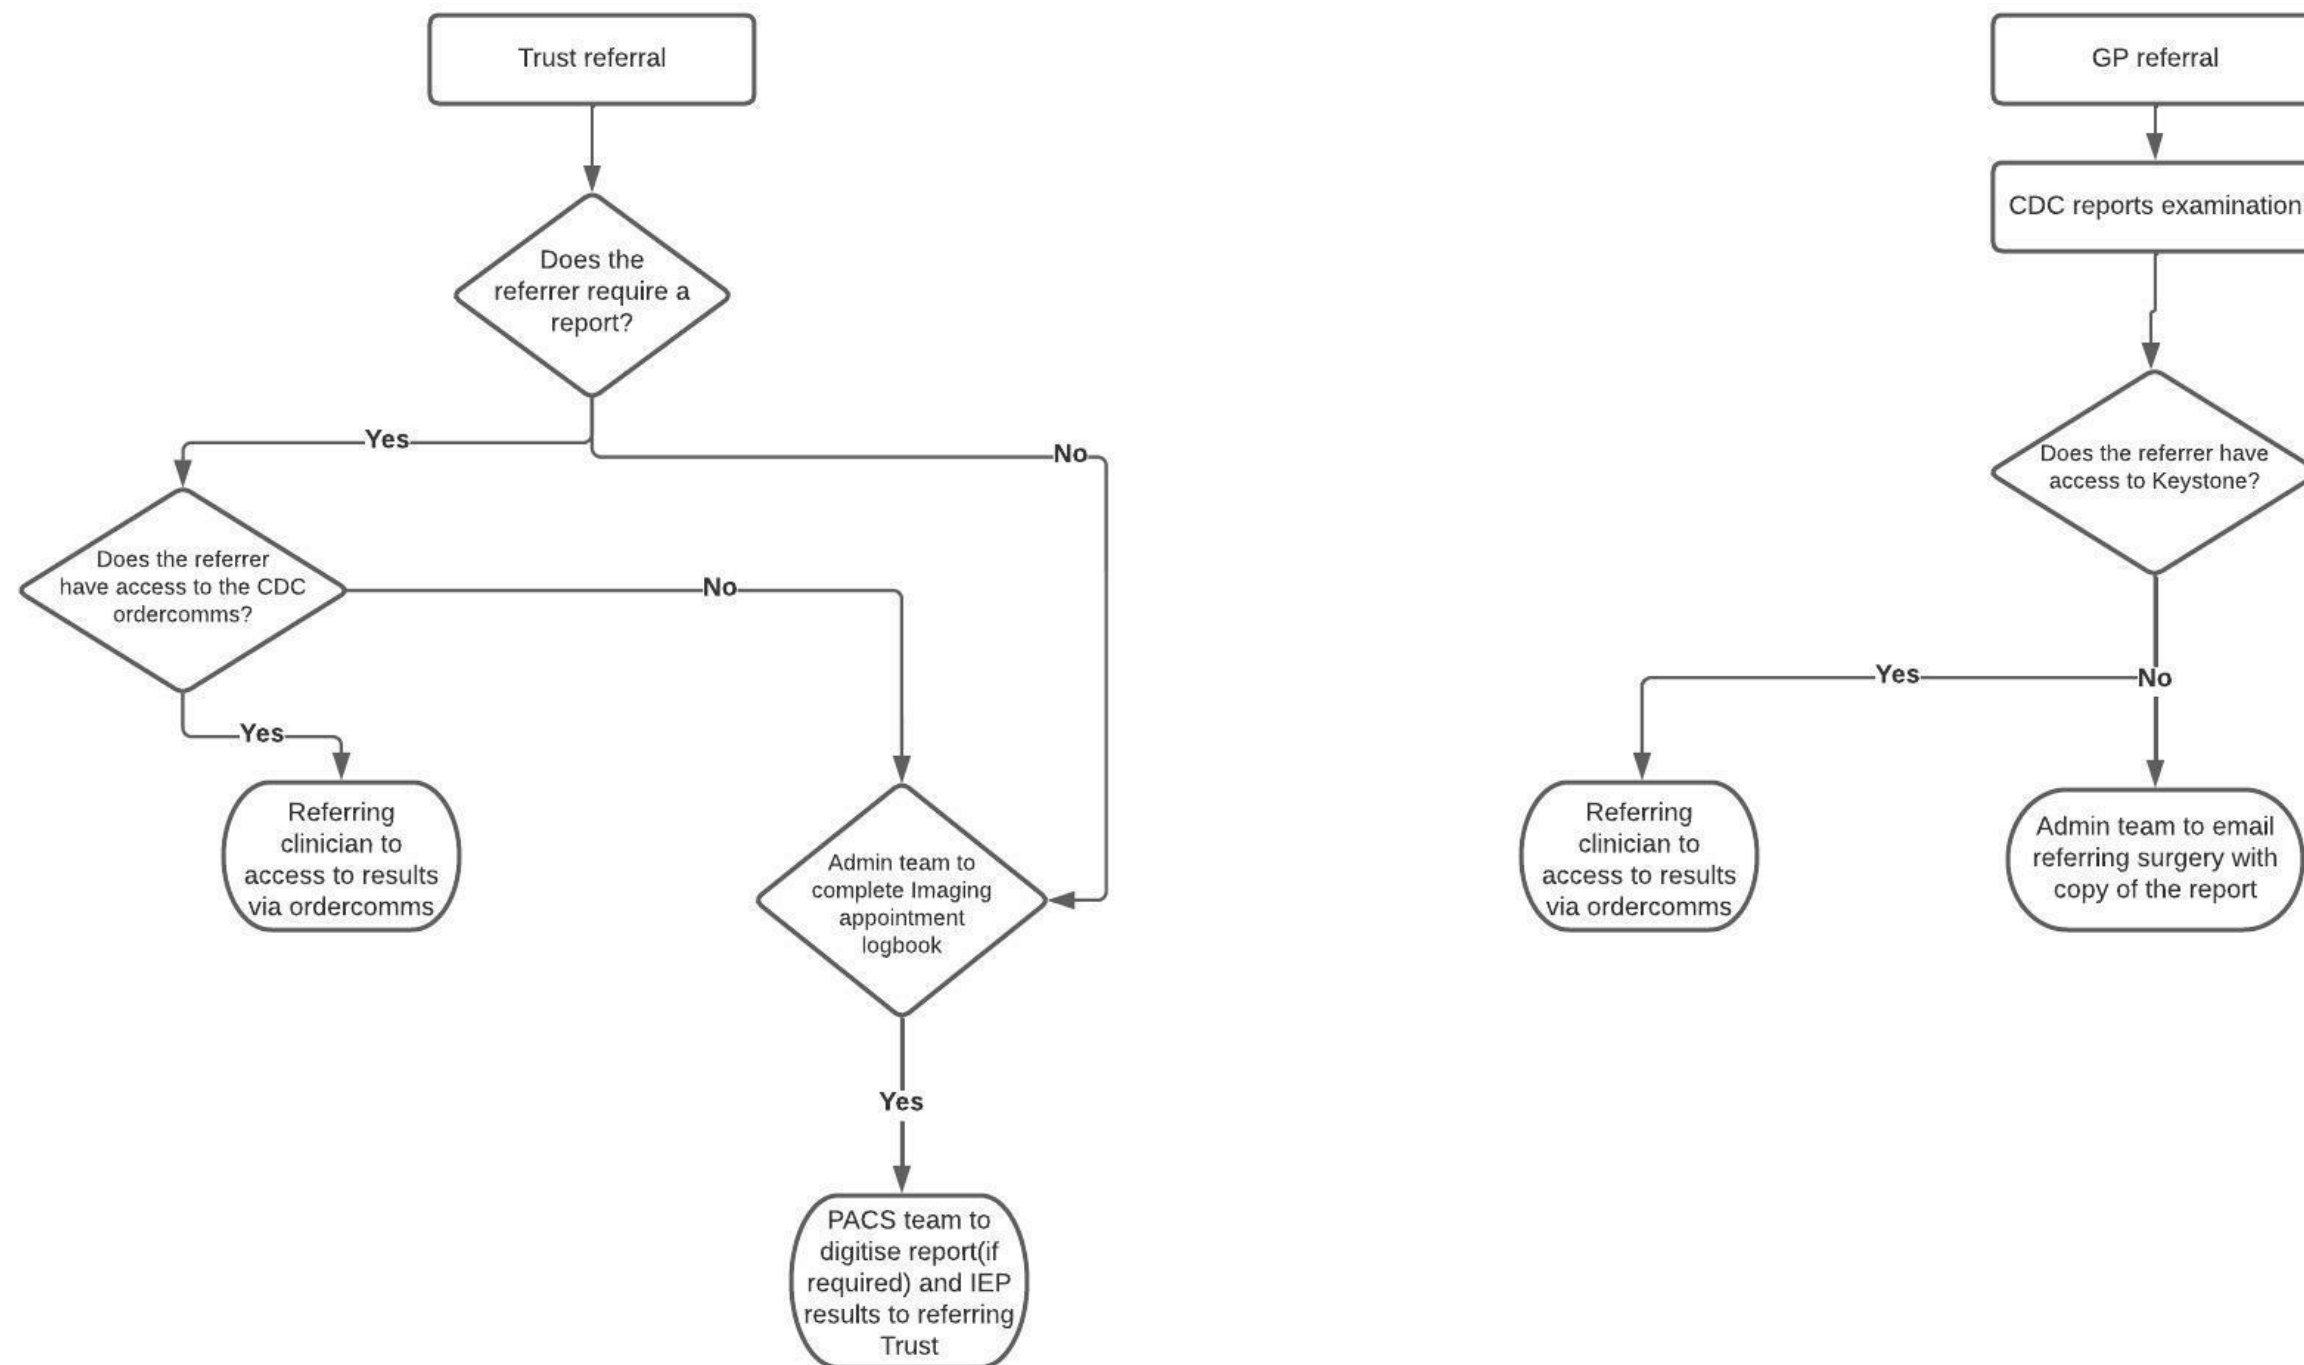 Trust referral
Does the
referrer require a
report?
Yes
No
Does the referrer
have access to the CDC
ordercomms?
No
Yes
Referring
clinician to
access to results
via ordercomms
Admin team to
complete Imaging
appointment
logbook
Yes
PACS team to
digitise report(if
required) and IEP
results to referring
Trust
GP referral
CDC reports examination
Does the referrer have
access to Keystone?
Yes
No
Referring
clinician to
access to results
via ordercomms
Admin team to email
referring surgery with
copy of the report